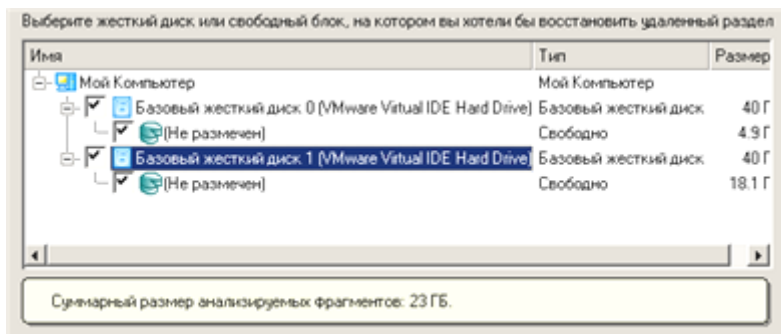 Выберите жесткий диск или свободный блок, на котором вы хотели бы восстановить удаленный раздел
Имя Тип Размер
Мой Компьютер Мой Компьютер
Базовый жесткий диск 0 (VMware Virtual IDE Hard Drive) Базовый жесткий диск 40 Г
(Не размечен) Свободно 4.9 Г
Базовый жесткий диск 1 (VMware Virtual IDE Hard Drive) Базовый жесткий диск 40 Г
(Не размечен) Свободно 18.1 Г
Суммарный размер анализируемых фрагментов: 23 ГБ.